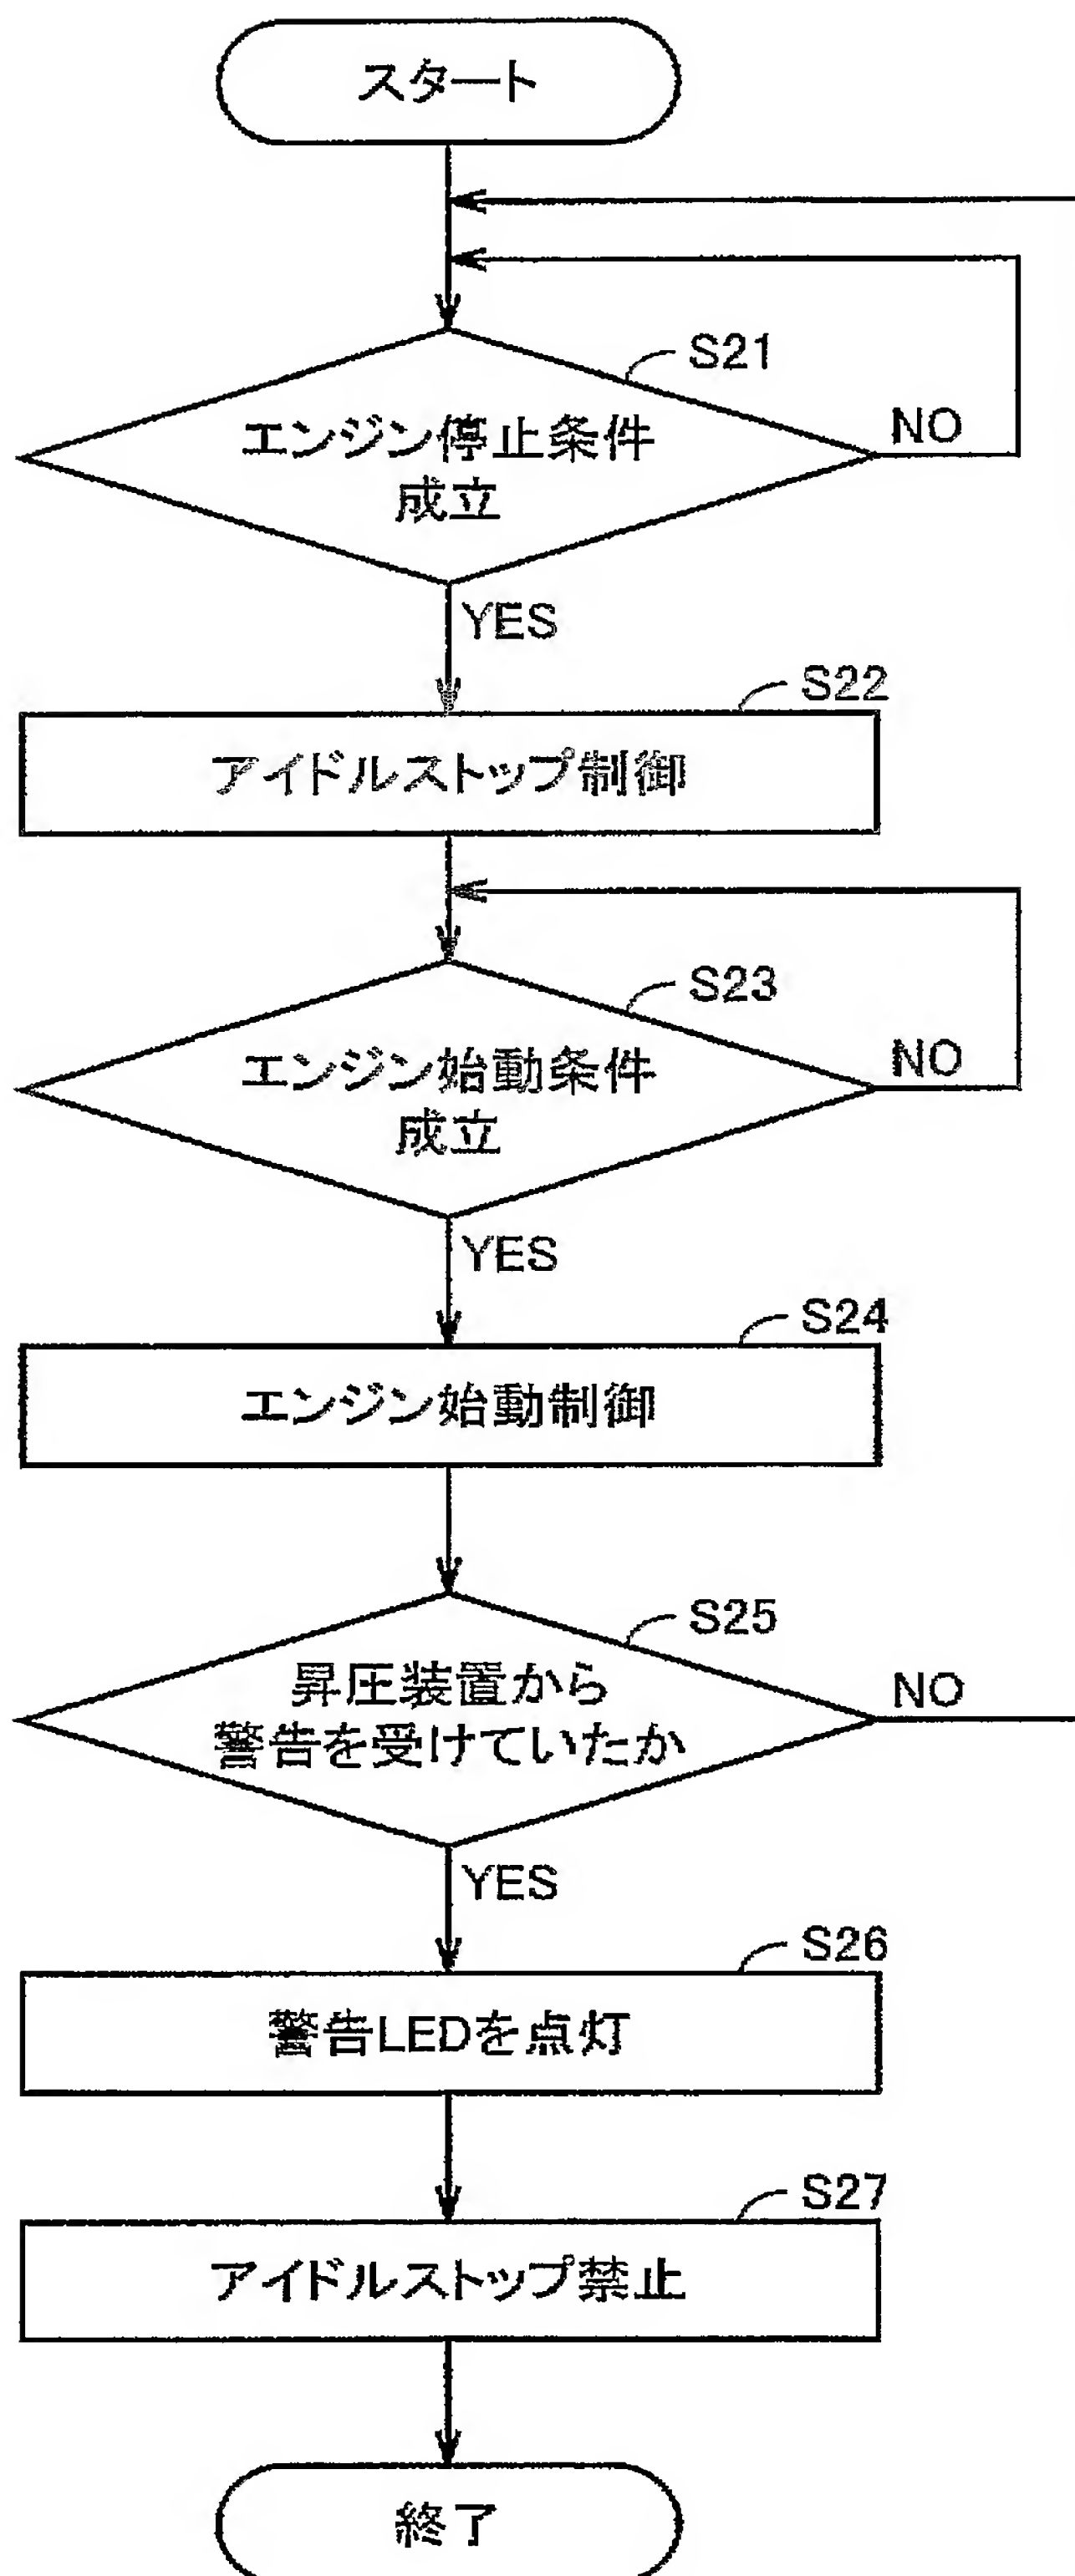 スタート
S21
エンジン停止条件
成立
NO
YES
S22
アイドルストップ制御
S23
エンジン始動条件
成立
NO
YES
S24
エンジン始動制御
S25
昇圧装置から
警告を受けていたか
NO
YES
S26
警告LEDを点灯
S27
アイドルストップ禁止
終了